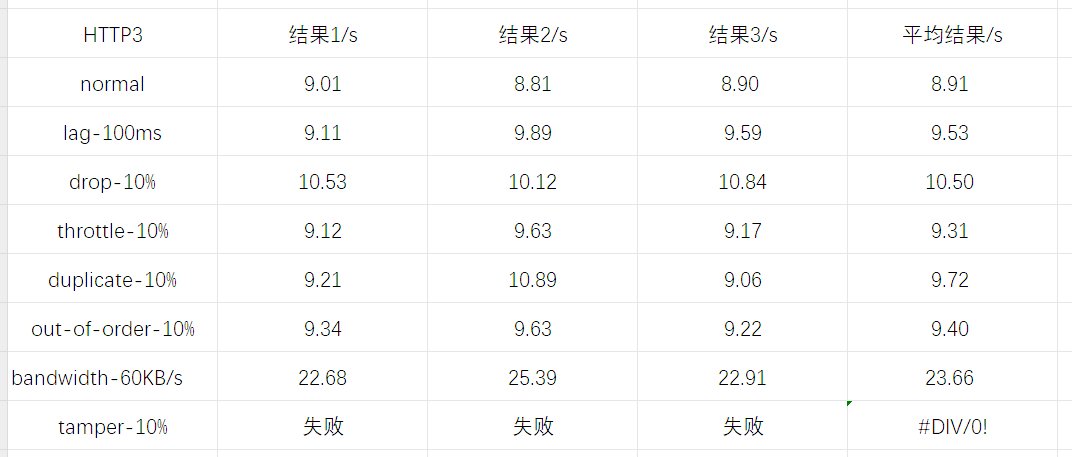 HTTP3 结果1/s 结果2/s 结果3/s 平均结果/s
normal 9.01 8.81 8.90 8.91
lag-100ms 9.11 9.89 9.59 9.53
drop-10% 10.53 10.12 10.84 10.50
throttle-10% 9.12 9.63 9.17 9.31
duplicate-10% 9.21 10.89 9.06 9.72
out-of-order-10% 9.34 9.63 9.22 9.40
bandwidth-60KB/s 22.68 25.39 22.91 23.66
tamper-10% 失败 失败 失败 #DIV/0!